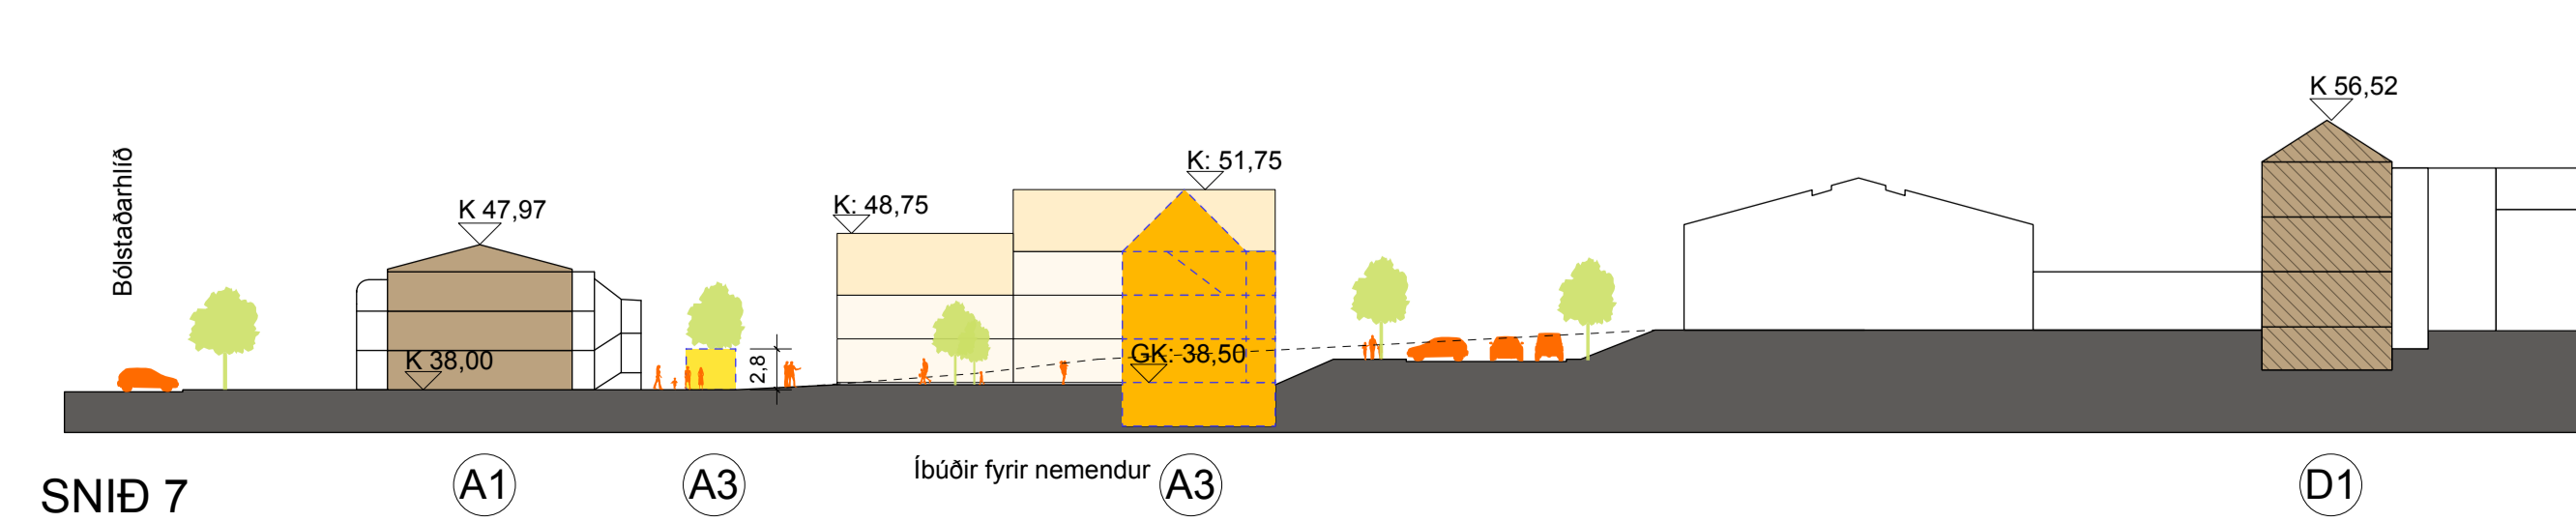 K 56,52
Bólstaðarhlíð
K: 51,75
K 47,97
K: 48,75
K 38,00
2,8
GK: 38,50
SNIÐ 7
A1
A3
Íbúðir fyrir nemendur
A3
D1